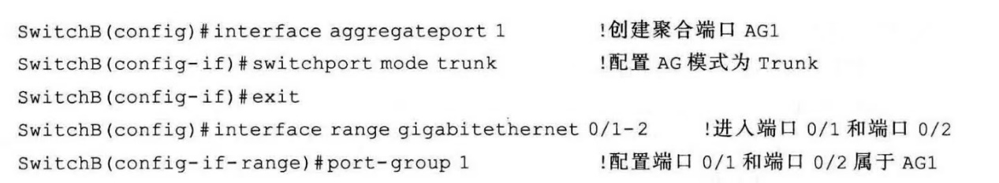 SwitchB(config)#interface aggregateport 1 !创建聚合端口 AG1
SwitchB(config-if)#switchport mode trunk !配置 AG 模式为 Trunk
SwitchB(config-if)#exit
SwitchB(config)#interface range gigabitethernet 0/1-2 !进入端口 0/1 和端口 0/2
SwitchB(config-if-range)#port-group 1 !配置端口 0/1 和端口 0/2 属于 AG1